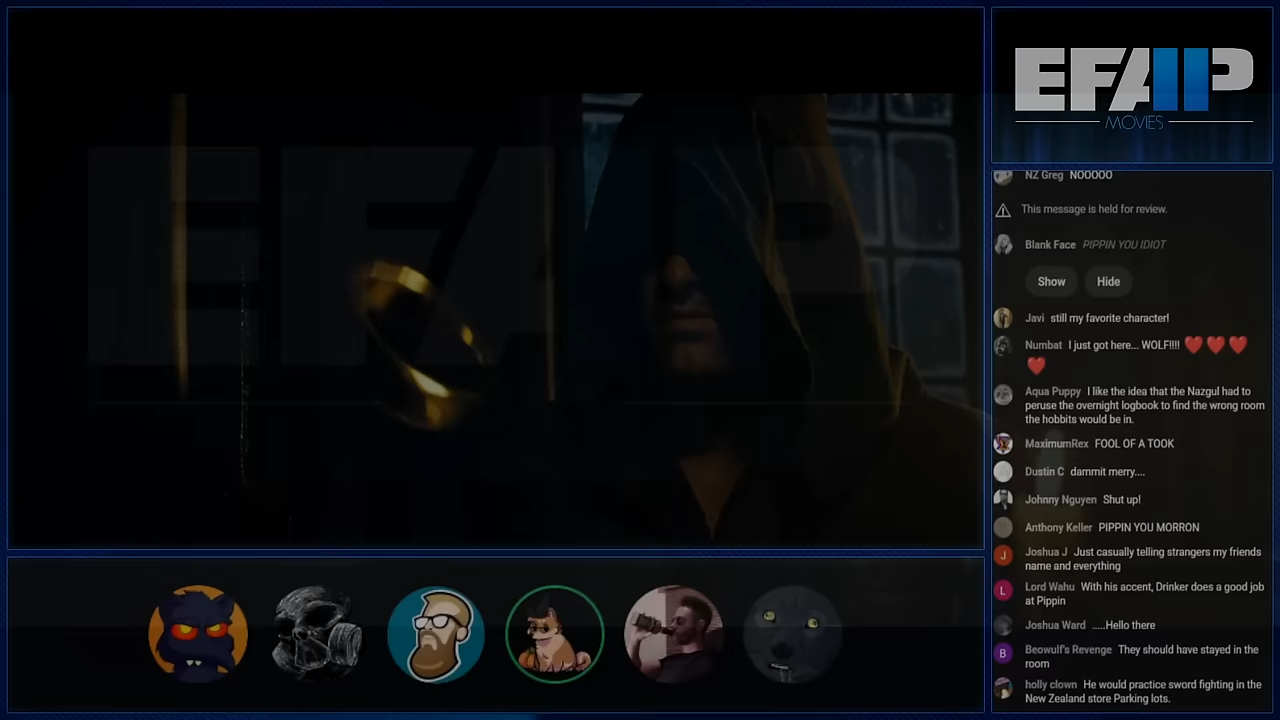 EFAP
EFAP
MOVIES
NZ Greg NOOOOO
This message is held for review.
Blank Face PIPPIN YOU IDIOT
Show Hide
Javi still my favorite character!
Numbat I just got here... WOLF!!!! ❤️ ❤️ ❤️
❤️
Aqua Puppy I like the idea that the Nazgul had to
peruse the overnight logbook to find the wrong room
the hobbits would be in.
MaximumRex FOOL OF A TOOK
Dustin C dammit merry....
Johnny Nguyen Shut up!
Anthony Keller PIPPIN YOU MORRON
J
Joshua J Just casually telling strangers my friends
name and everything
L
Lord Wahu With his accent, Drinker does a good job
at Pippin
Joshua Ward .....Hello there
B
Beowulf's Revenge They should have stayed in the
room
holly clown He would practice sword fighting in the
New Zealand store Parking lots.